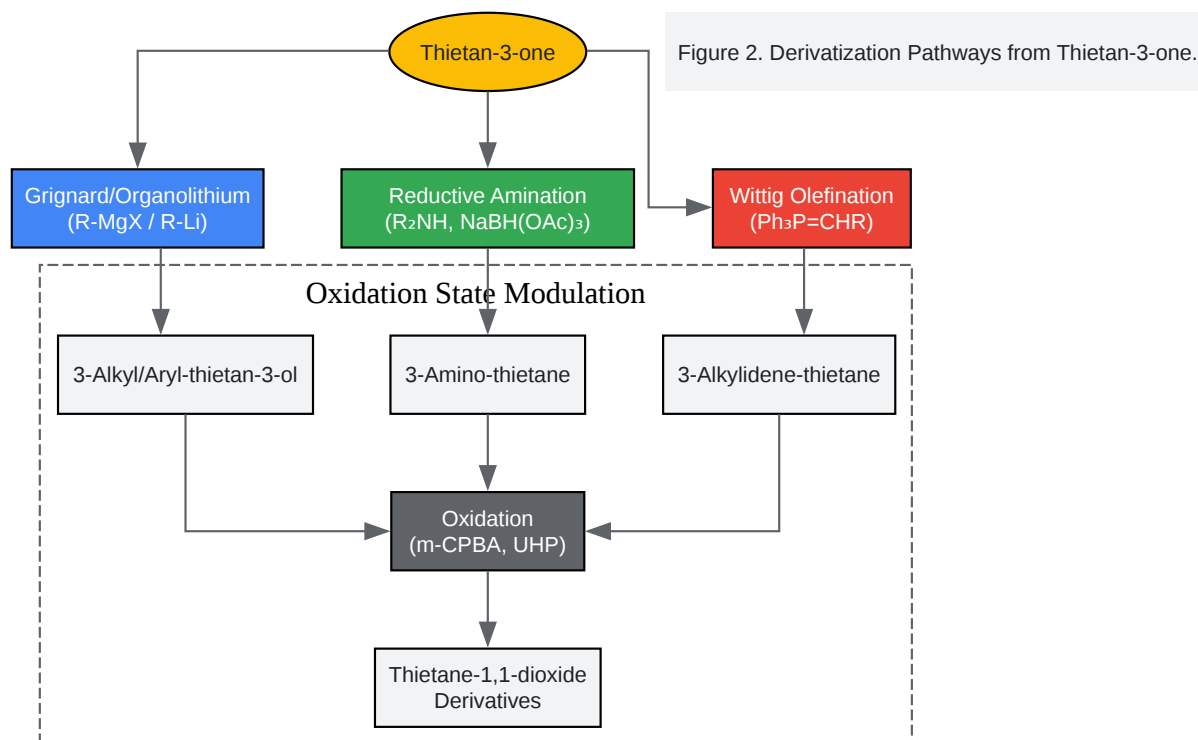 Thietan-3-one
Figure 2. Derivatization Pathways from Thietan-3-one.
Grignard/Organolithium
(R-MgX / R-Li)
Reductive Amination
(R₂NH, NaBH(OAc)₃)
Wittig Olefination
(Ph₃P=CHR)
Oxidation State Modulation
3-Alkyl/Aryl-thietan-3-ol
3-Amino-thietane
3-Alkylidene-thietane
Oxidation
(m-CPBA, UHP)
Thietane-1,1-dioxide
Derivatives